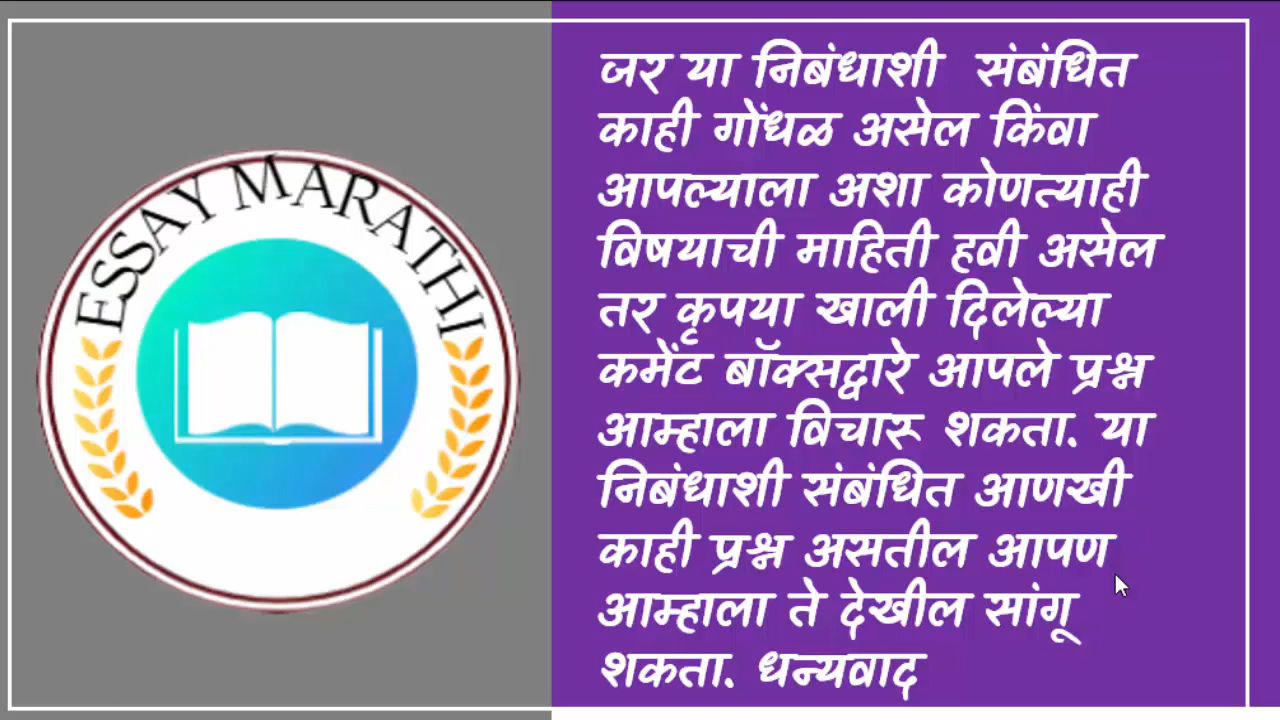 ESSAY MARATHI
जर या निबंधाशी संबंधित
काही गोंधळ असेल किंवा
आपल्याला अशा कोणत्याही
विषयाची माहिती हवी असेल
तर कृपया खाली दिलेल्या
कमेंट बॉक्सद्वारे आपले प्रश्न
आम्हाला विचारू शकता. या
निबंधाशी संबंधित आणखी
काही प्रश्न असतील आपण
आम्हाला ते देखील सांगू
शकता. धन्यवाद